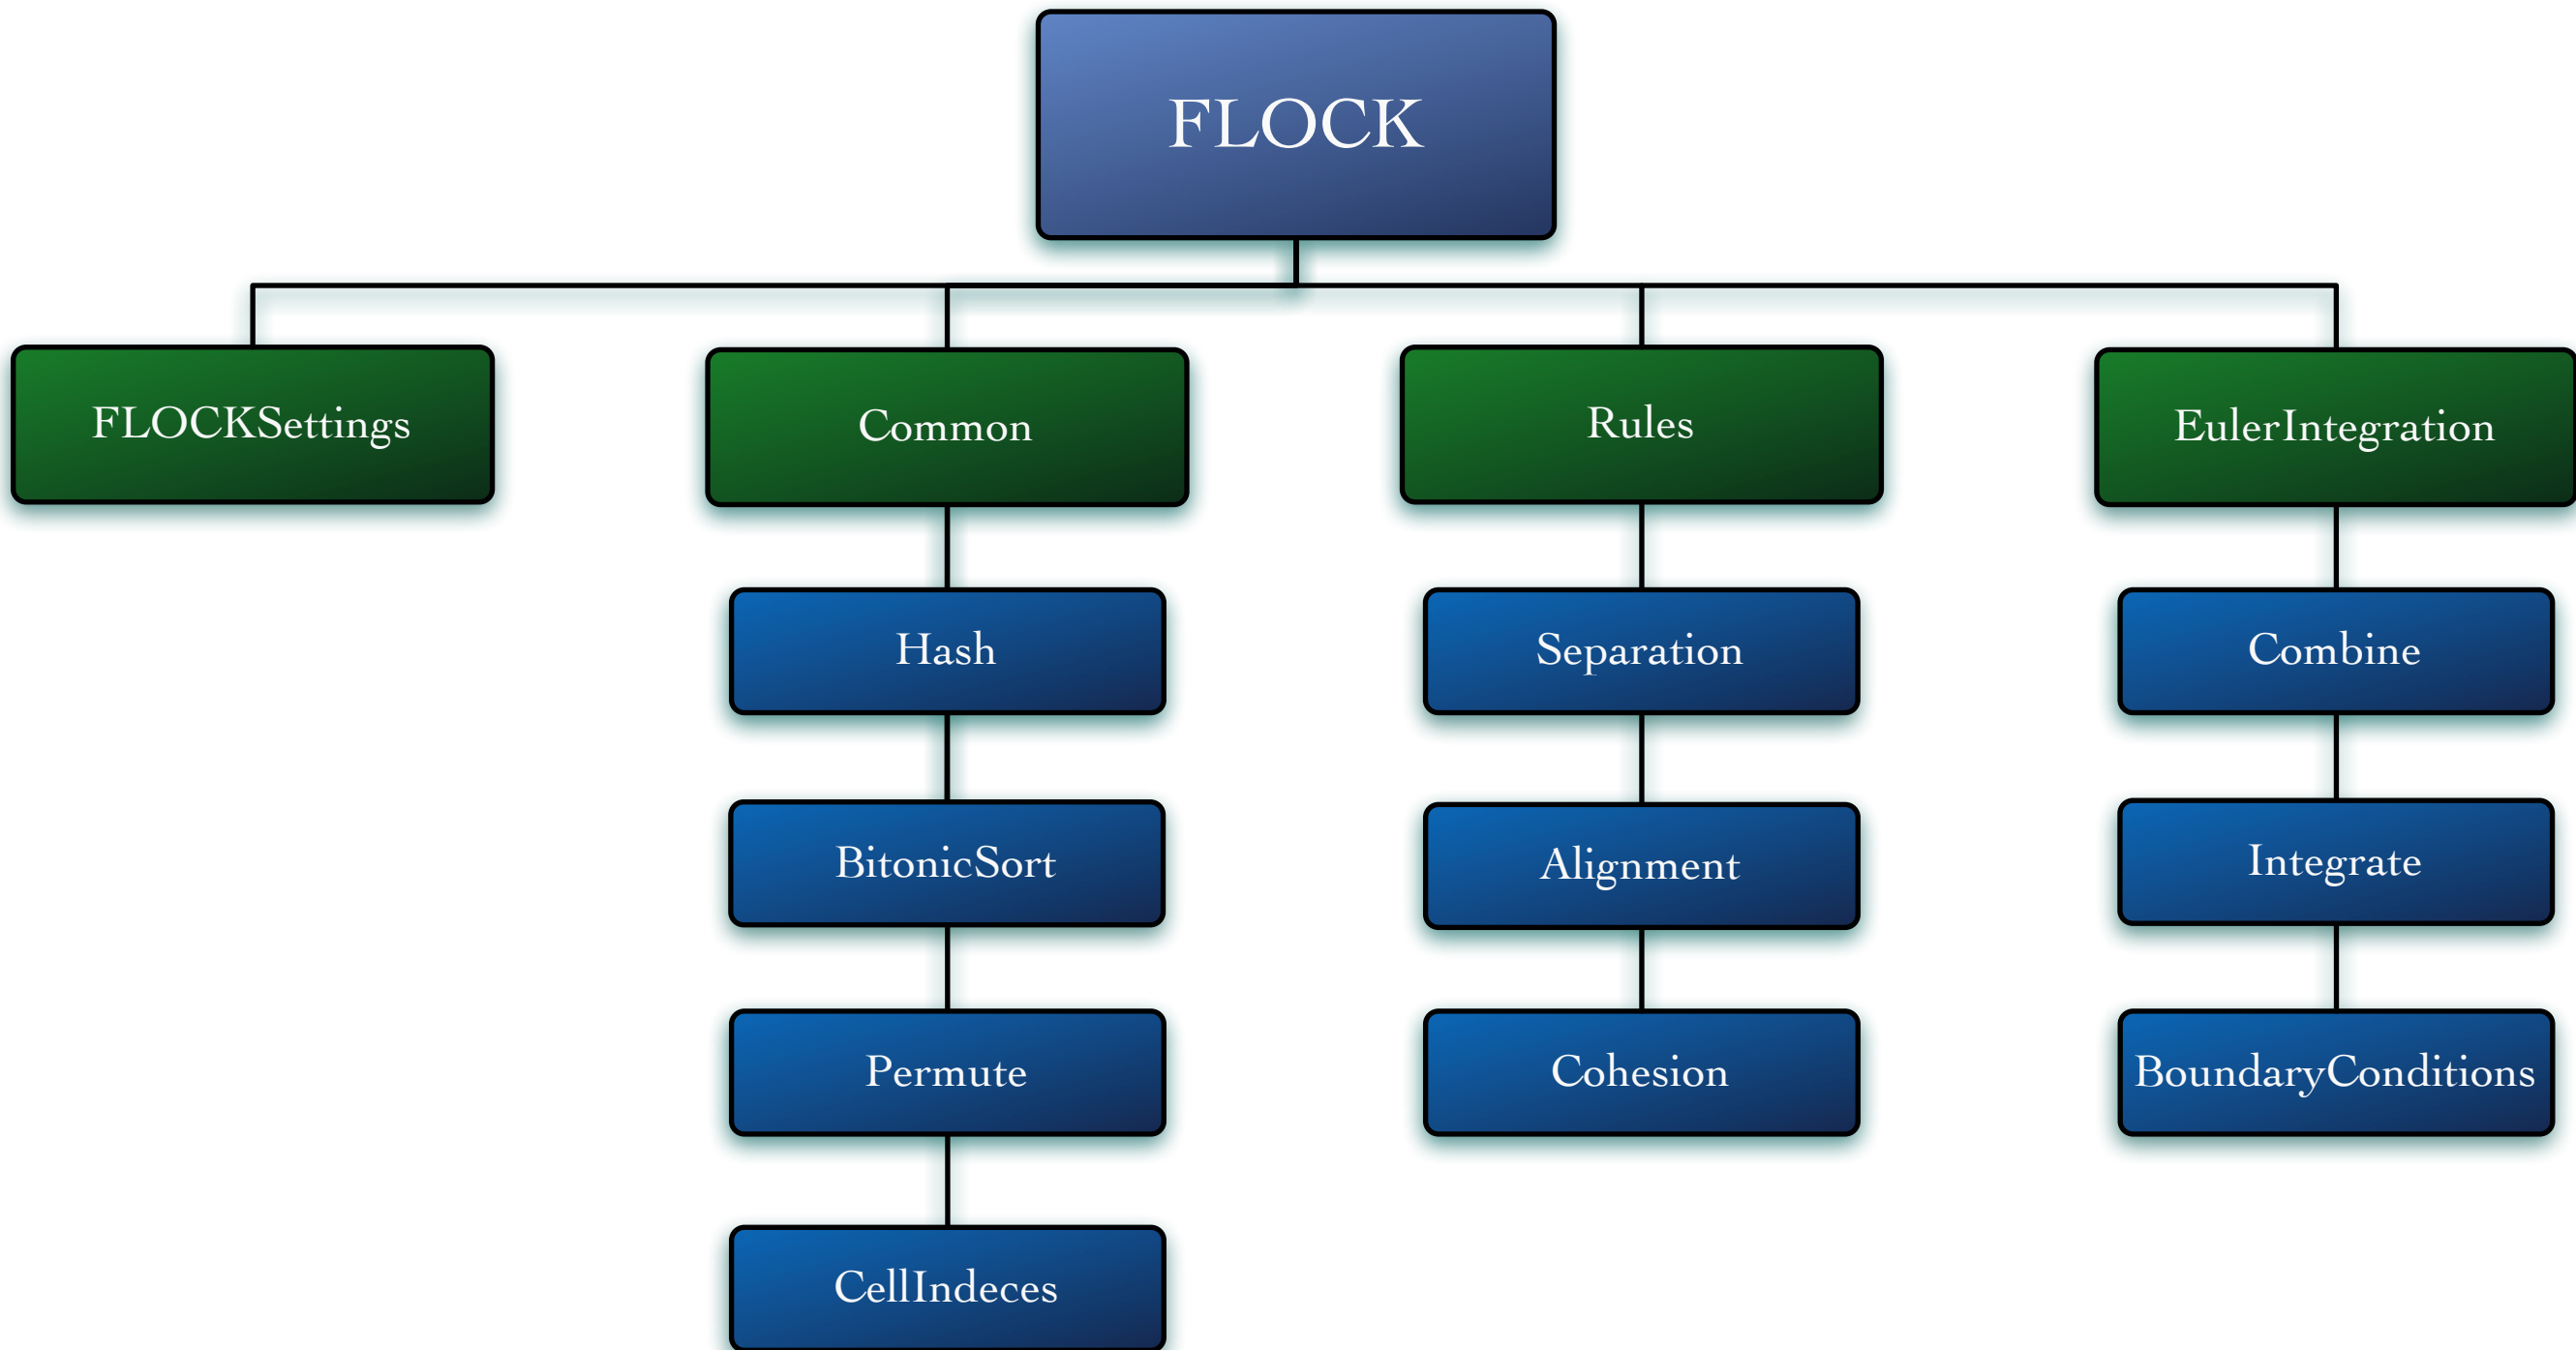 FLOCK
FLOCKSettings
Common
Rules
EulerIntegration
Hash
Separation
Combine
BitonicSort
Alignment
Integrate
Permute
Cohesion
BoundaryConditions
CellIndeces